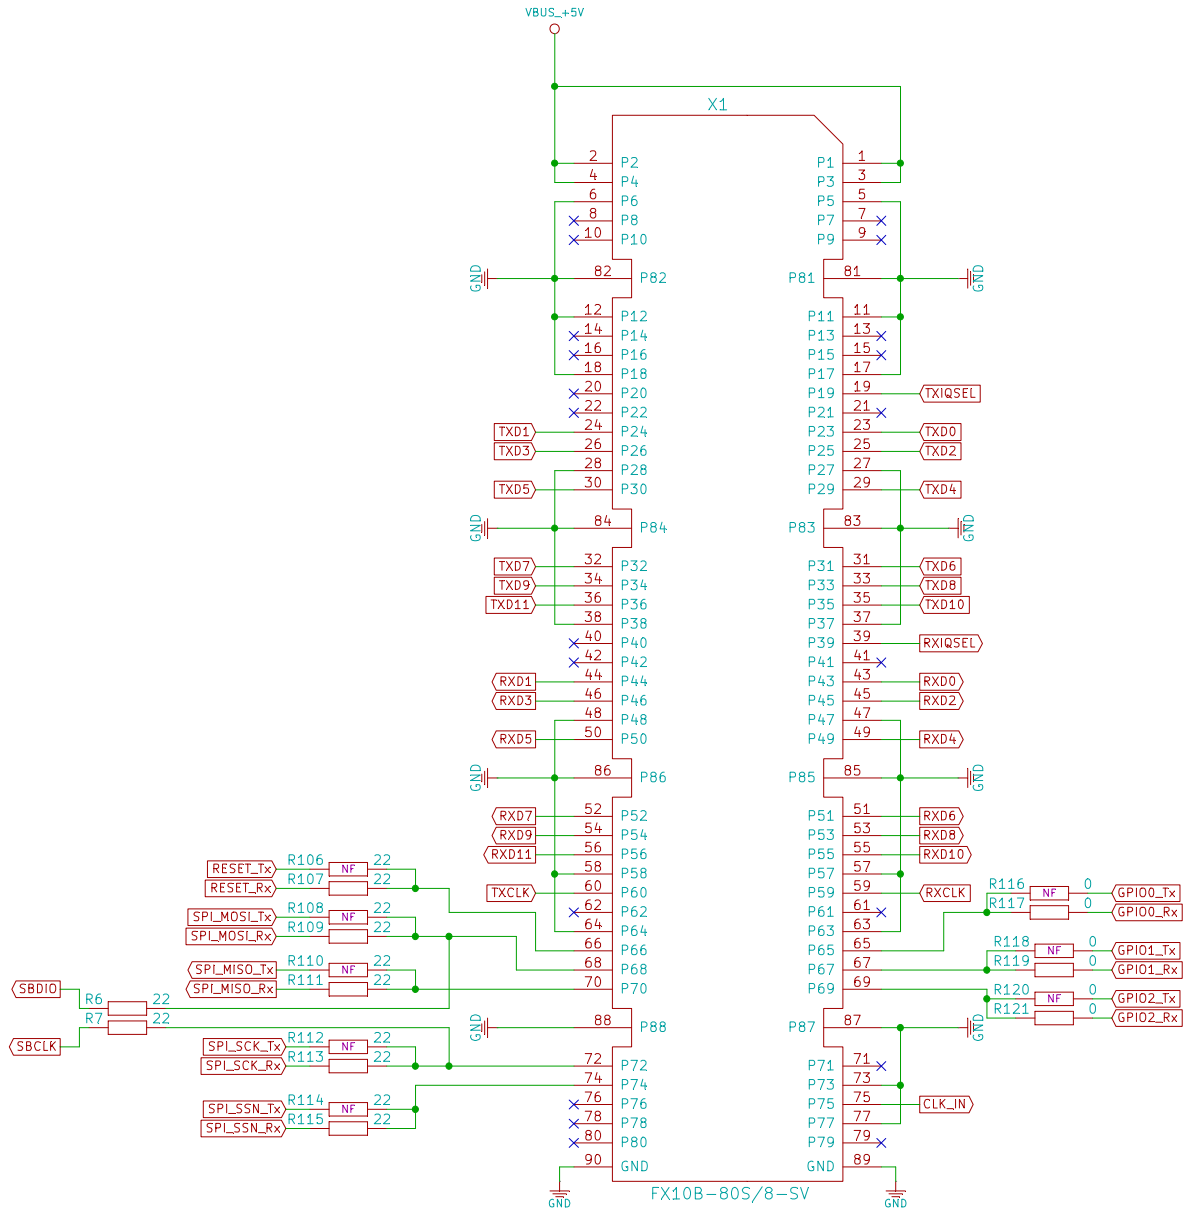 VBUS_+5V
X1
2 P2 P1 1
4 P4 P3 3
6 P6 P5 5
8 P8 P7 7
10 P10 P9 9
GND 82 P82 P81 81 GND
12 P12 P11 11
14 P14 P13 13
16 P16 P15 15
18 P18 P17 17
20 P20 P19 19 TXIQSEL
22 P22 P21 21
TXD1 24 P24 P23 23 TXD0
TXD3 26 P26 P25 25 TXD2
28 P28 P27 27
TXD5 30 P30 P29 29 TXD4
GND 84 P84 P83 83 GND
TXD7 32 P32 P31 31 TXD6
TXD9 34 P34 P33 33 TXD8
TXD11 36 P36 P35 35 TXD10
38 P38 P37 37
40 P40 P39 39 RXIQSEL
42 P42 P41 41
RXD1 44 P44 P43 43 RXD0
RXD3 46 P46 P45 45 RXD2
48 P48 P47 47
RXD5 50 P50 P49 49 RXD4
GND 86 P86 P85 85 GND
RXD7 52 P52 P51 51 RXD6
RXD9 54 P54 P53 53 RXD8
RXD11 56 P56 P55 55 RXD10
RESET_Tx R106 NF 22 58 P58 P57 57
RESET_Rx R107 22 TXCLK 60 P60 P59 59 RXCLK R116 NF 0 GPIO0_Tx
SPI_MOSI_Tx R108 NF 22 62 P62 P61 61 R117 0 GPIO0_Rx
SPI_MOSI_Rx R109 22 64 P64 P63 63
66 P66 P65 65 R118 NF 0 GPIO1_Tx
SPI_MISO_Tx R110 NF 22 68 P68 P67 67 R119 0 GPIO1_Rx
SBDIO SPI_MISO_Rx R111 22 70 P70 P69 69
R6 22 R120 NF 0 GPIO2_Tx
R7 22 GND 88 P88 P87 87 GND R121 0 GPIO2_Rx
SBCLK SPI_SCK_Tx R112 NF 22
SPI_SCK_Rx R113 22 72 P72 P71 71
74 P74 P73 73
SPI_SSN_Tx R114 NF 22 76 P76 P75 75 CLK_IN
SPI_SSN_Rx R115 22 78 P78 P77 77
80 P80 P79 79
90 GND GND 89
GND FX10B-80S/8-SV GND